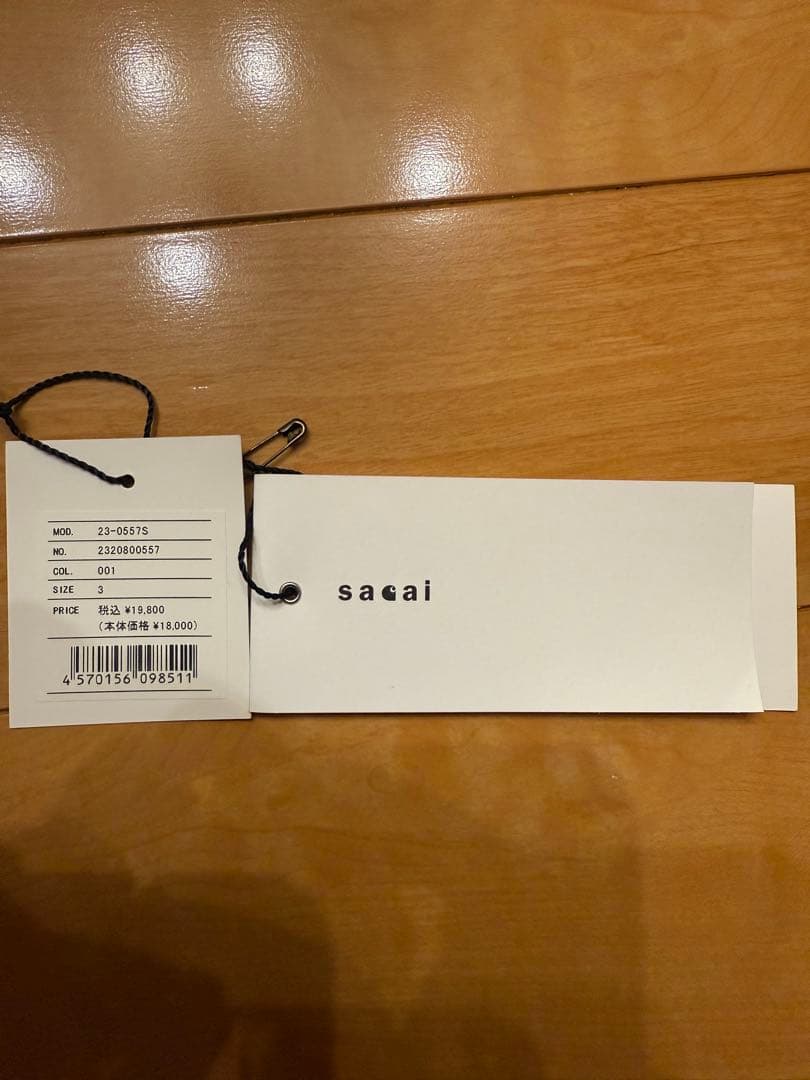 MOD. 23-0557S
NO. 2320800557
COL. 001
SIZE 3
PRICE 税込 ¥19,800
(本体価格 ¥18,000)
4 570156 098511
sacai